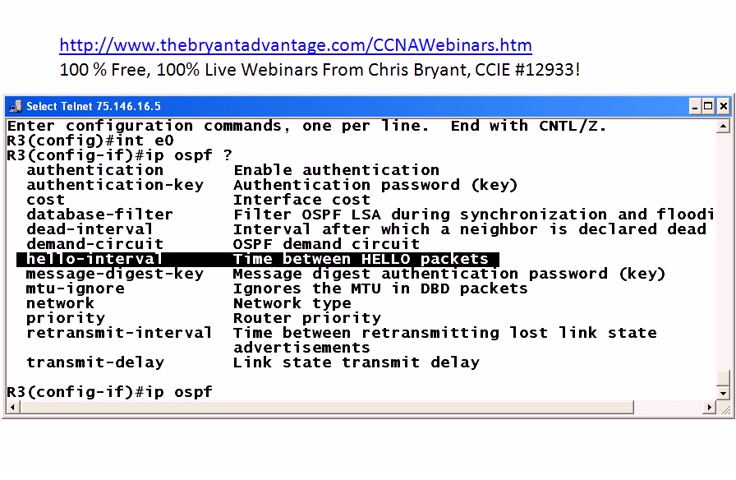 http://www.thebryantadvantage.com/CCNAWebinars.htm
100 % Free, 100% Live Webinars From Chris Bryant, CCIE #12933!
Select Telnet 75.146.16.5
Enter configuration commands, one per line.  End with CNTL/Z.
R3(config)#int e0
R3(config-if)#ip ospf ?
  authentication       Enable authentication
  authentication-key   Authentication password (key)
  cost                 Interface cost
  database-filter      Filter OSPF LSA during synchronization and floodi
  dead-interval        Interval after which a neighbor is declared dead
  demand-circuit       OSPF demand circuit
  hello-interval       Time between HELLO packets
  message-digest-key   Message digest authentication password (key)
  mtu-ignore           Ignores the MTU in DBD packets
  network              Network type
  priority             Router priority
  retransmit-interval  Time between retransmitting lost link state
                       advertisements
  transmit-delay       Link state transmit delay
R3(config-if)#ip ospf